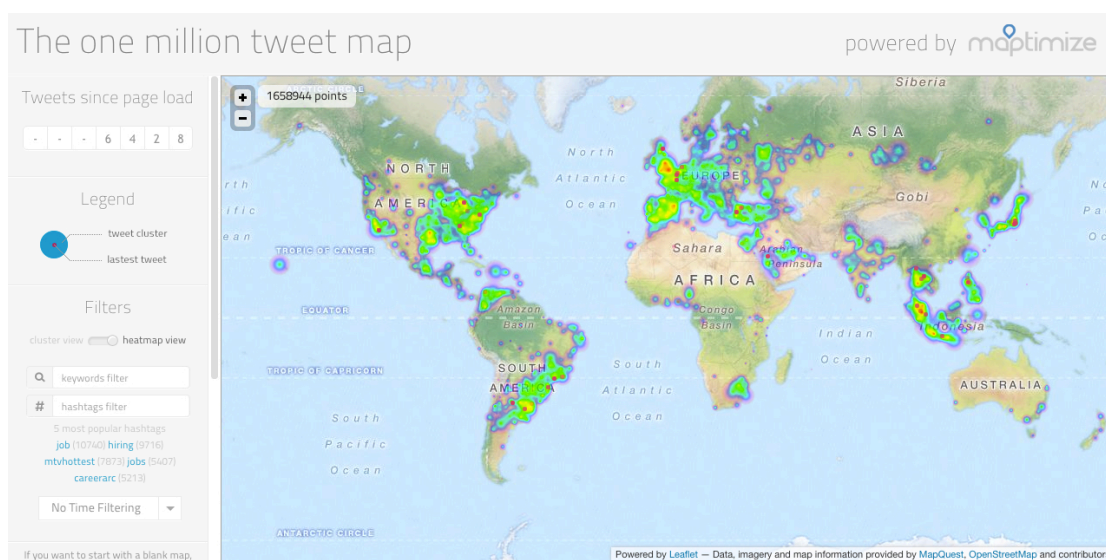 The one million tweet map
powered by maptimize
Tweets since page load
- - - 6 4 2 8
Legend
tweet cluster
lastest tweet
Filters
cluster view heatmap view
keywords filter
# hashtags filter
5 most popular hashtags
job (10740) hiring (9716)
mtvhottest (7873) jobs (5407)
careerarc (5213)
No Time Filtering
If you want to start with a blank map,
+
1658944 points
-
ARCTIC CIRCLE
Siberia
ASIA
North
Atlantic
Ocean
NORTH
AMERICA
EUROPE
Gobi
rth
ific
ean
TROPIC OF CANCER
Sahara
Arabian
Peninsula
AFRICA
EQUATOR
Amazon
Basin
Congo
Basin
Indian
Ocean
Indonesia
TROPIC OF CAPRICORN
SOUTH
AMERICA
South
Atlantic
Ocean
AUSTRALIA
South
Pacific
Ocean
ANTARCTIC CIRCLE
Powered by Leaflet — Data, imagery and map information provided by MapQuest, OpenStreetMap and contributor